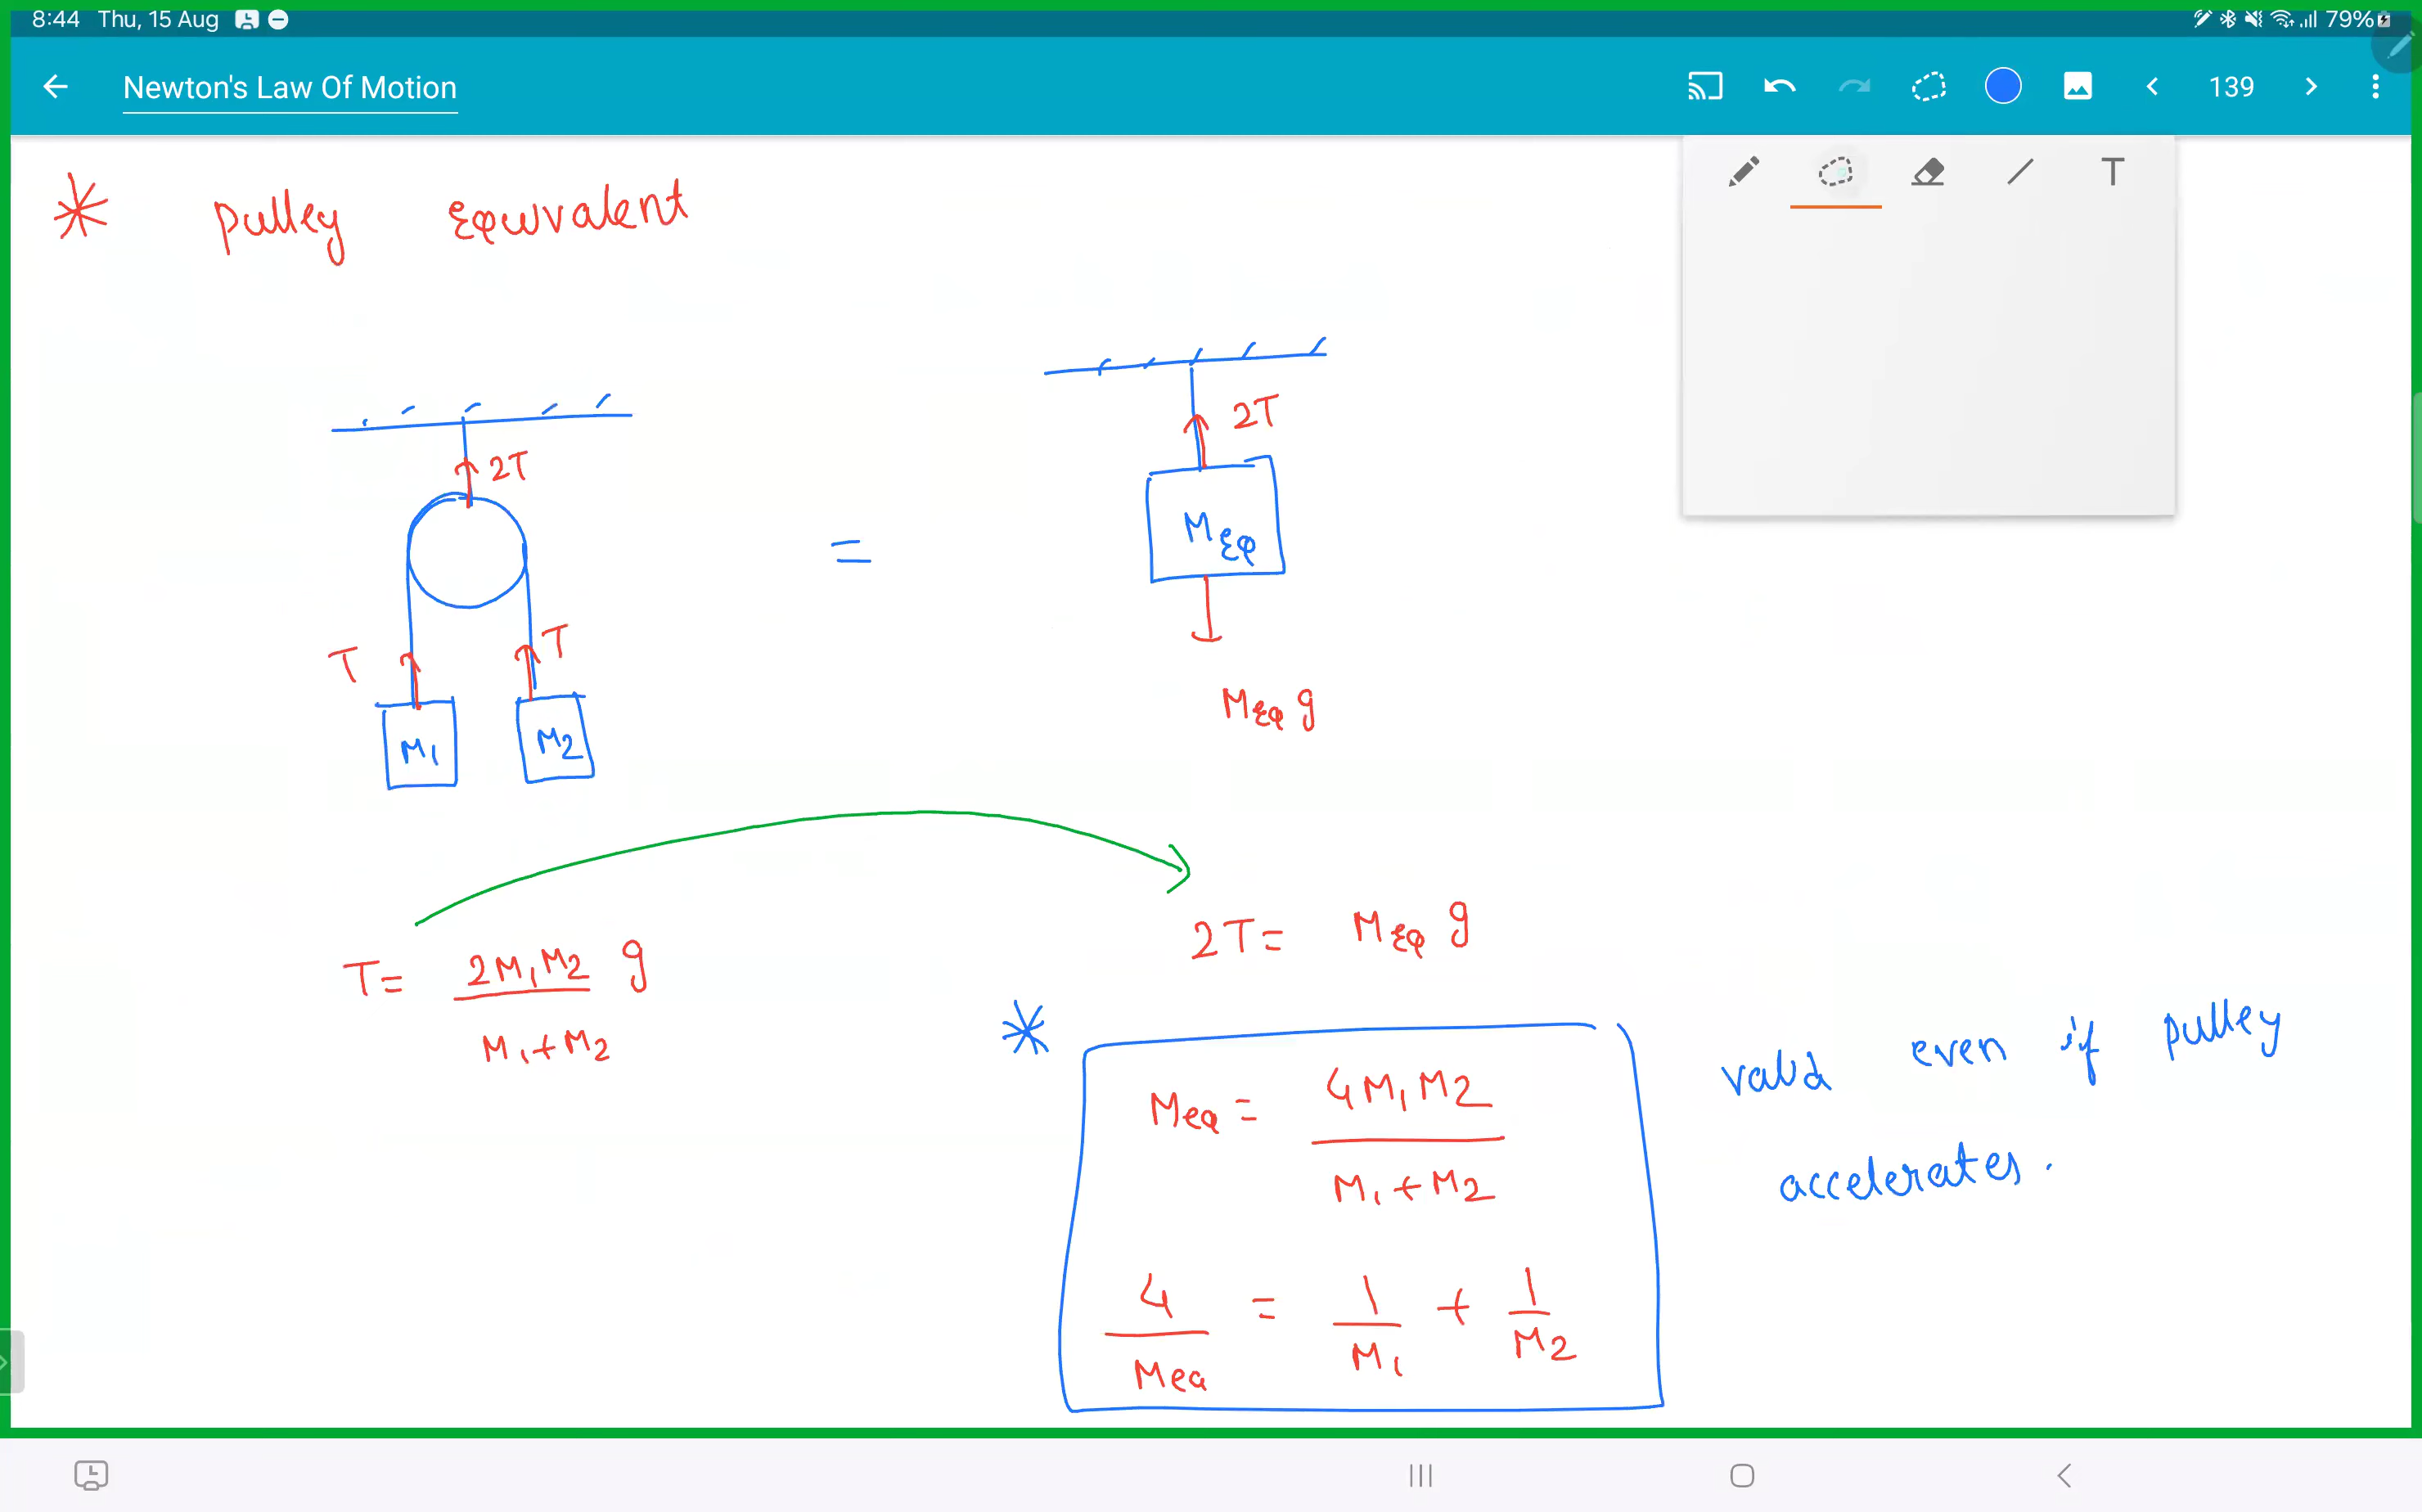 8:44 Thu, 15 Aug
79%
Newton's Law Of Motion
139
T
* pulley equivalent
2T
2T
=
MEQ
T
T
M1
M2
MEQ g
2T = MEQ g
T = 2M1M2 g
M1+M2
*
Meq = 4M1M2
M1+M2
valid even if pulley
accelerates.
4 = 1 + 1
Meq M1 M2